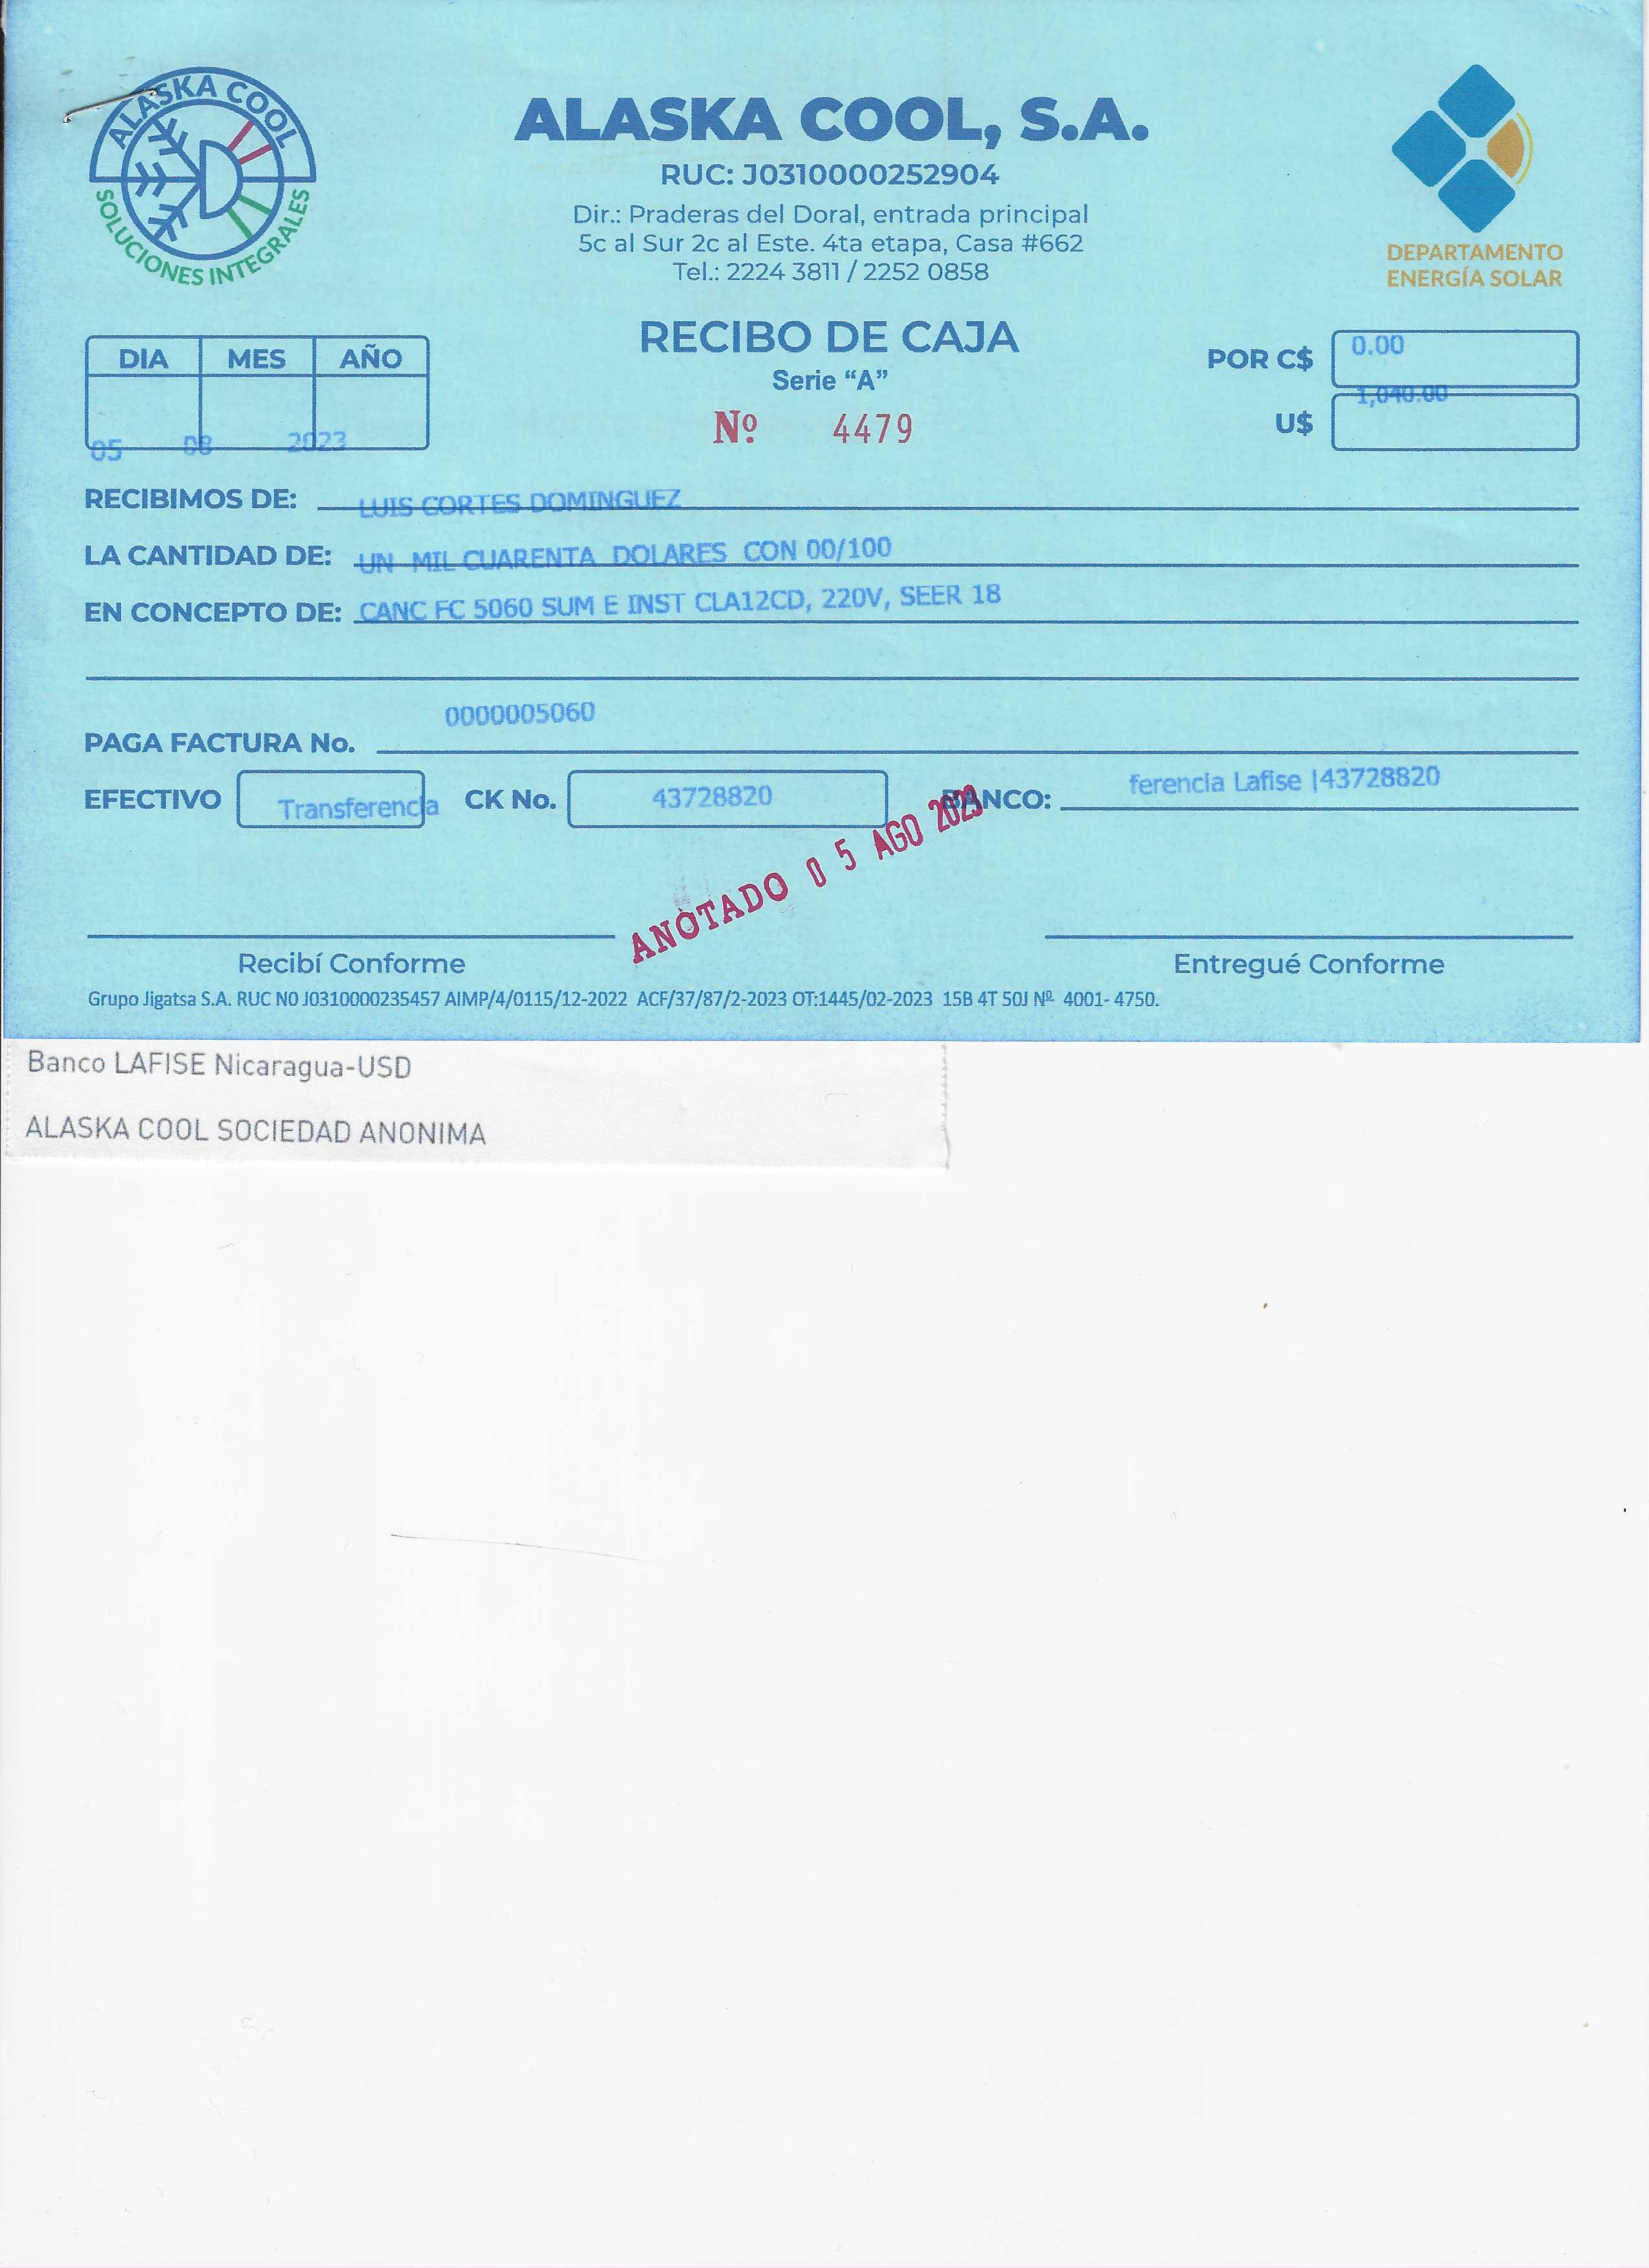 ALASKA COOL
SOLUCIONES INTEGRALES
ALASKA COOL, S.A.
RUC: J0310000252904
Dir.: Praderas del Doral, entrada principal
5c al Sur 2c al Este. 4ta etapa, Casa #662
Tel.: 2224 3811 / 2252 0858
DEPARTAMENTO
ENERGÍA SOLAR
RECIBO DE CAJA
Serie “A”
Nº 4479
DIA MES AÑO
05 08 2023
POR C$ 0.00
U$ 1,040.00
RECIBIMOS DE: LUIS CORTES DOMINGUEZ
LA CANTIDAD DE: UN MIL CUARENTA DOLARES CON 00/100
EN CONCEPTO DE: CANC FC 5060 SUM E INST CLA12CD, 220V, SEER 18
PAGA FACTURA No. 0000005060
EFECTIVO Transferencia CK No. 43728820 BANCO: ferencia Lafise |43728820
ANOTADO 0 5 AGO 2023
Recibí Conforme Entregué Conforme
Grupo Jigatsa S.A. RUC N0 J0310000235457 AIMP/4/0115/12-2022 ACF/37/87/2-2023 OT:1445/02-2023 15B 4T 50J Nº 4001- 4750.
Banco LAFISE Nicaragua-USD
ALASKA COOL SOCIEDAD ANONIMA